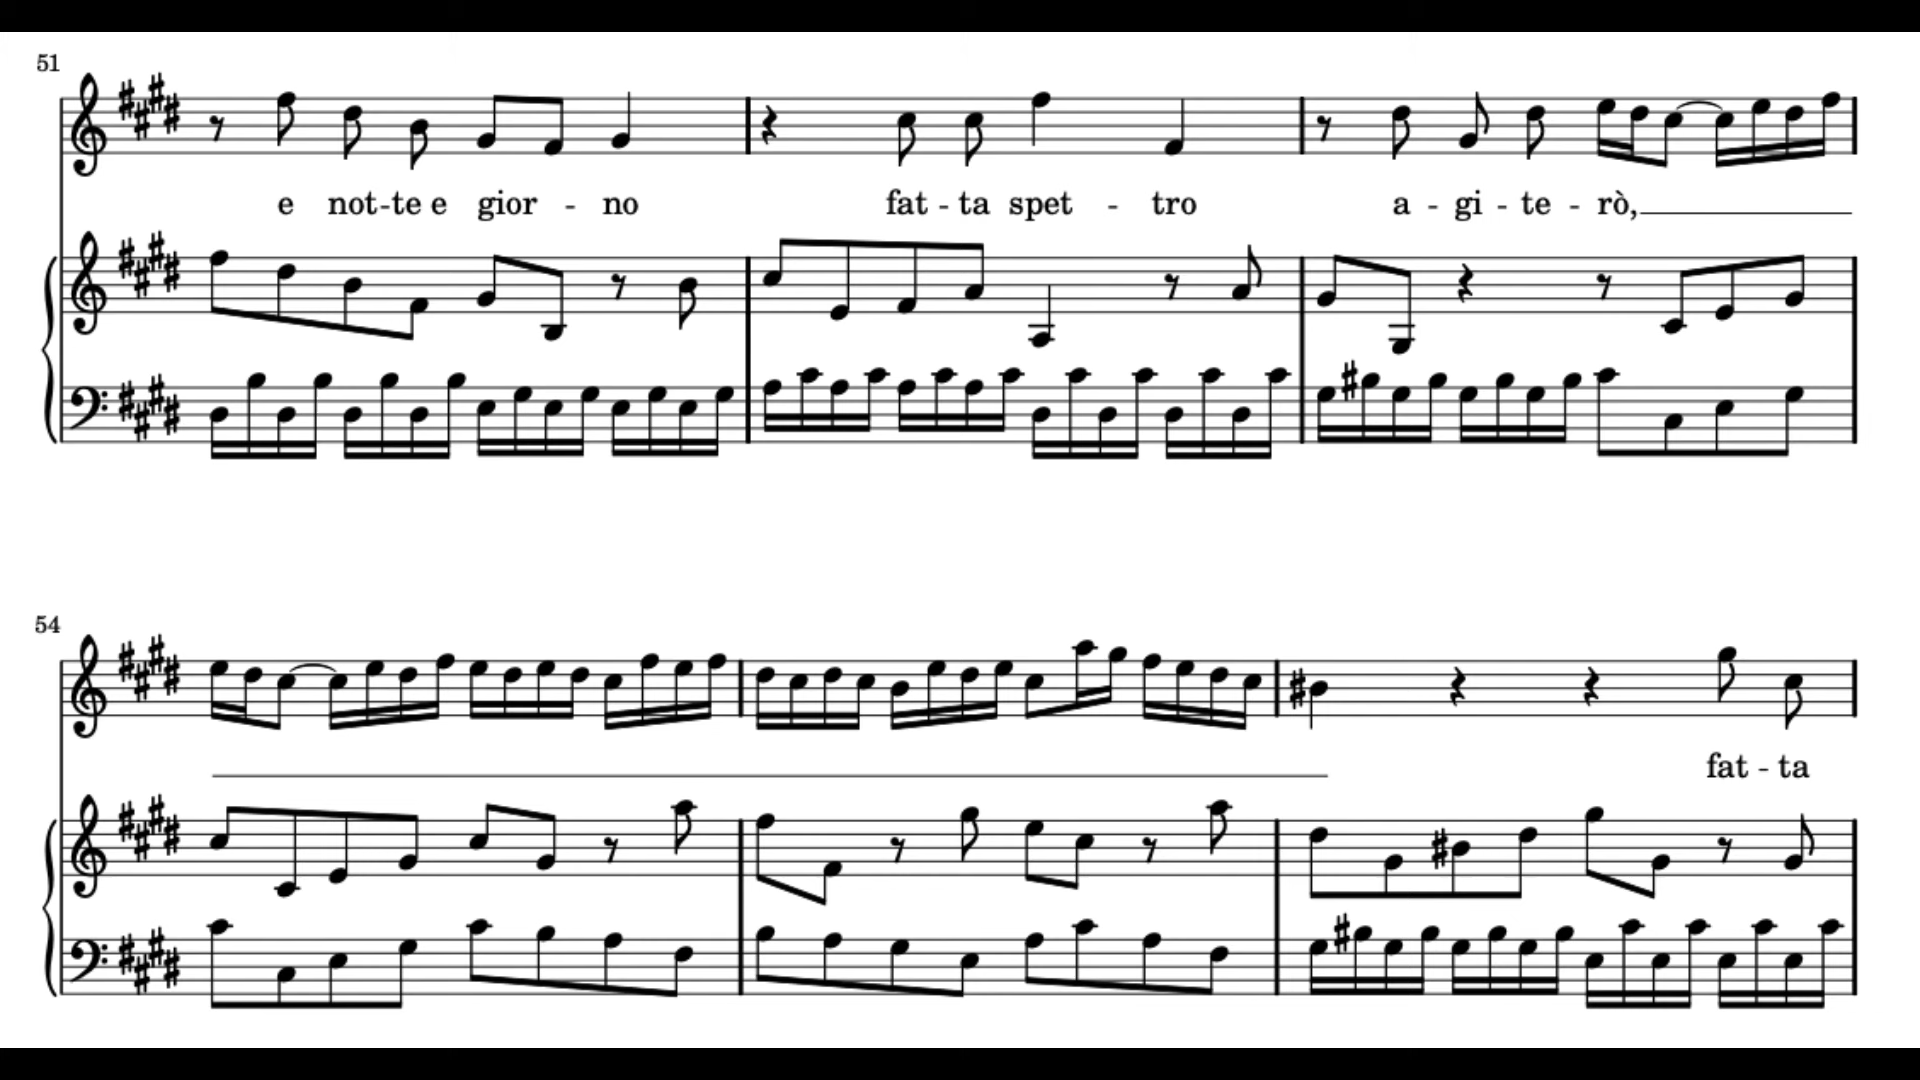 51
e not-te e gior - no fat - ta spet - tro a - gi - te - rò,
54
fat - ta